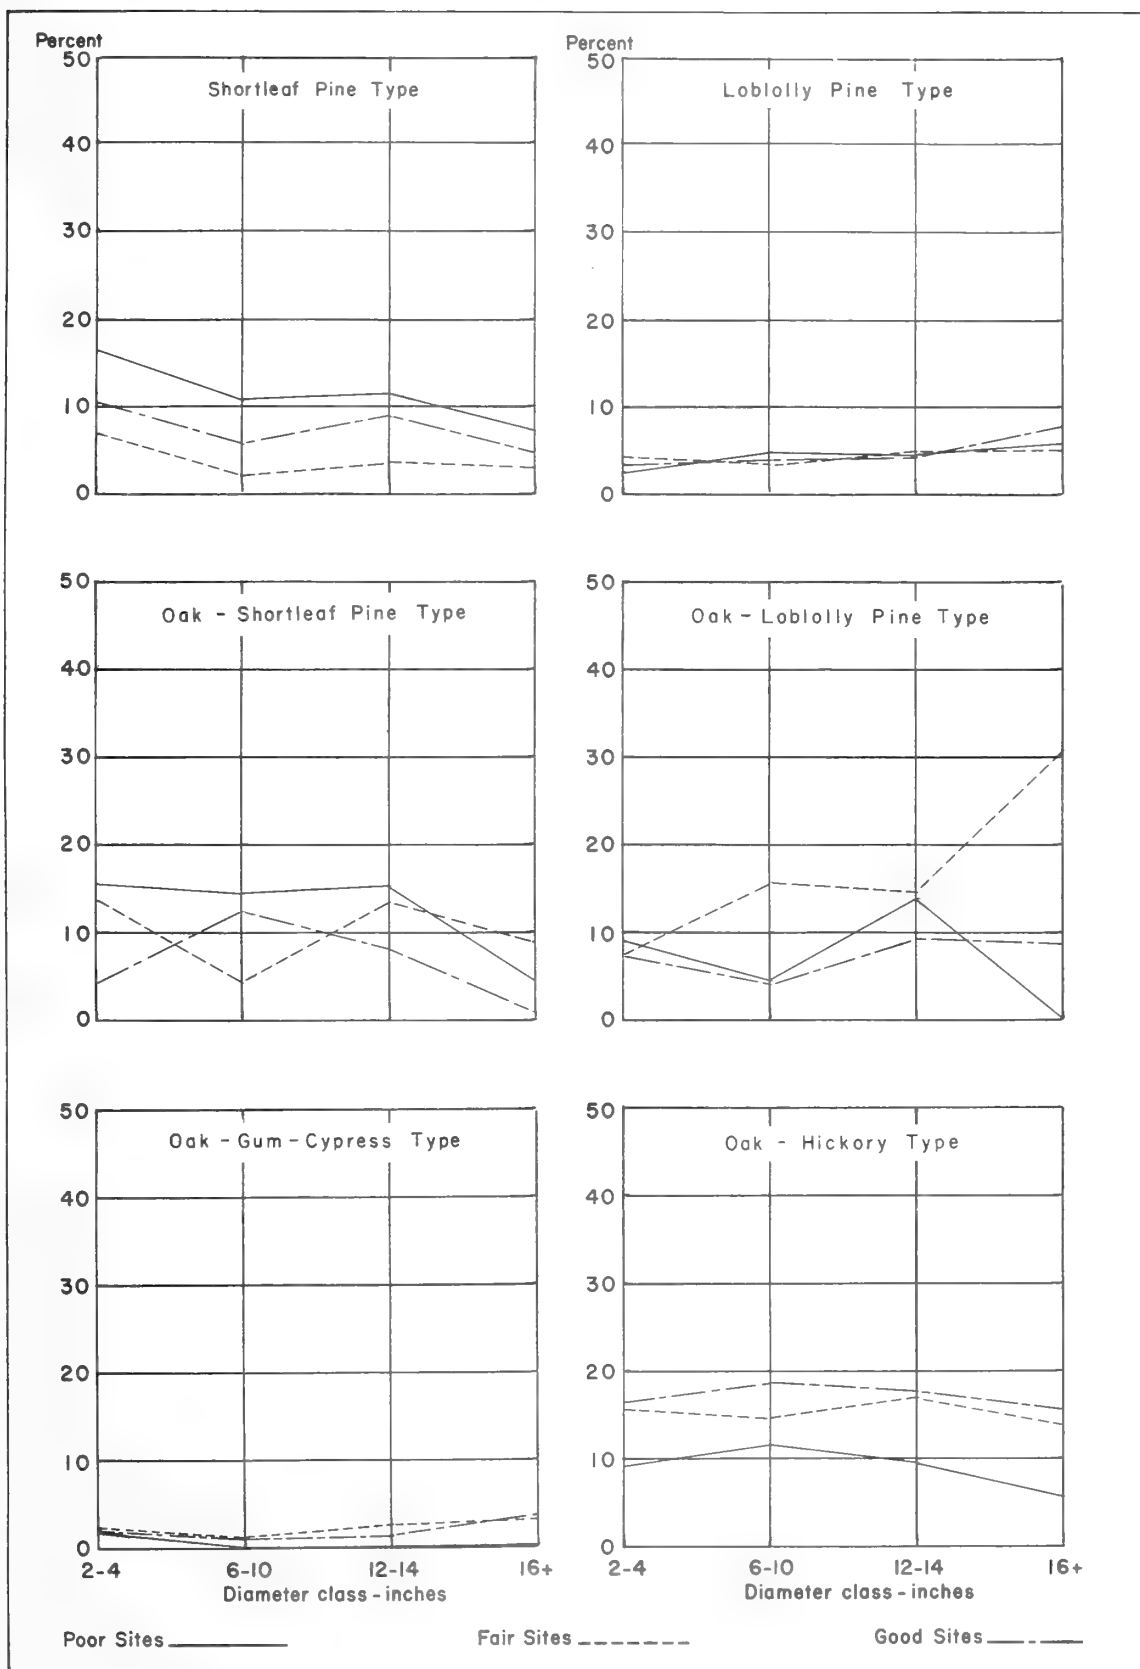 Percent
50
40
30
20
10
0
Shortleaf Pine Type
Percent
50
40
30
20
10
0
Loblolly Pine Type
50
40
30
20
10
0
Oak - Shortleaf Pine Type
50
40
30
20
10
0
Oak - Loblolly Pine Type
50
40
30
20
10
0
Oak - Gum - Cypress Type
2-4 6-10 12-14 16+
Diameter class - inches
50
40
30
20
10
0
Oak - Hickory Type
2-4 6-10 12-14 16+
Diameter class - inches
Poor Sites
Fair Sites
Good Sites